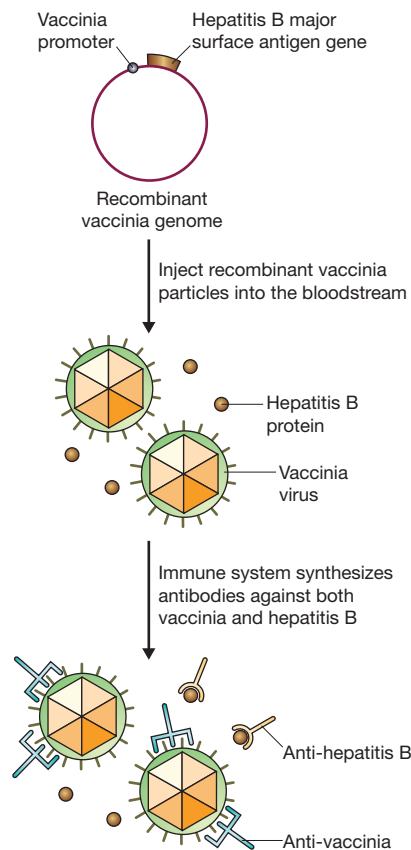 Vaccinia
promoter
Hepatitis B major
surface antigen gene
Recombinant
vaccinia genome
Inject recombinant vaccinia
particles into the bloodstream
Hepatitis B
protein
Vaccinia
virus
Immune system synthesizes
antibodies against both
vaccinia and hepatitis B
Anti-hepatitis B
Anti-vaccinia